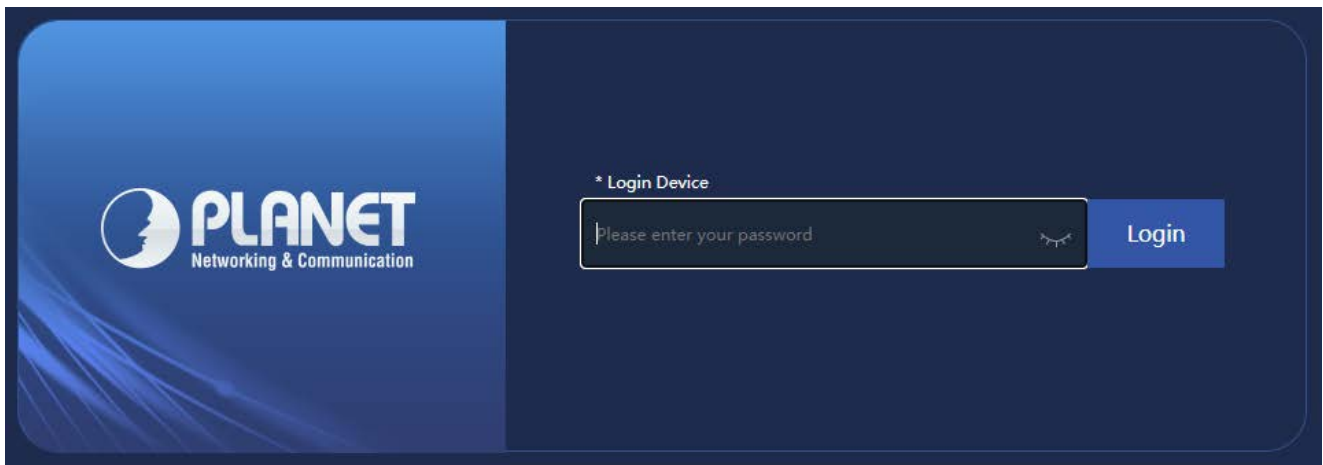 PLANET
Networking & Communication
* Login Device
Please enter your password
Login